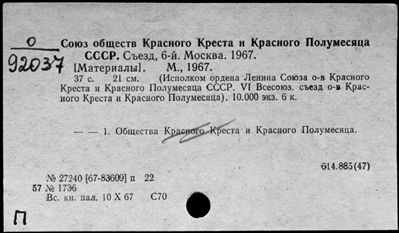 О
92037
Союз обществ Красного Креста и Красного Полумесяца
СССР. Съезд, 6-й. Москва. 1967.
[Материалы]. М., 1967.
37 с. 21 см. (Исполком ордена Ленина Союза о-в Красного
Креста и Красного Полумесяца СССР. VI Всесоюз. съезд о-в Крас-
ного Креста и Красного Полумесяца). 10.000 экз. 6 к.
— — 1. Общества Красного Креста и Красного Полумесяца.
614.885(47)
№ 27240 [67-83609] п 22
57 № 1736
Вс. кн. пал. 10 X 67 С70
П